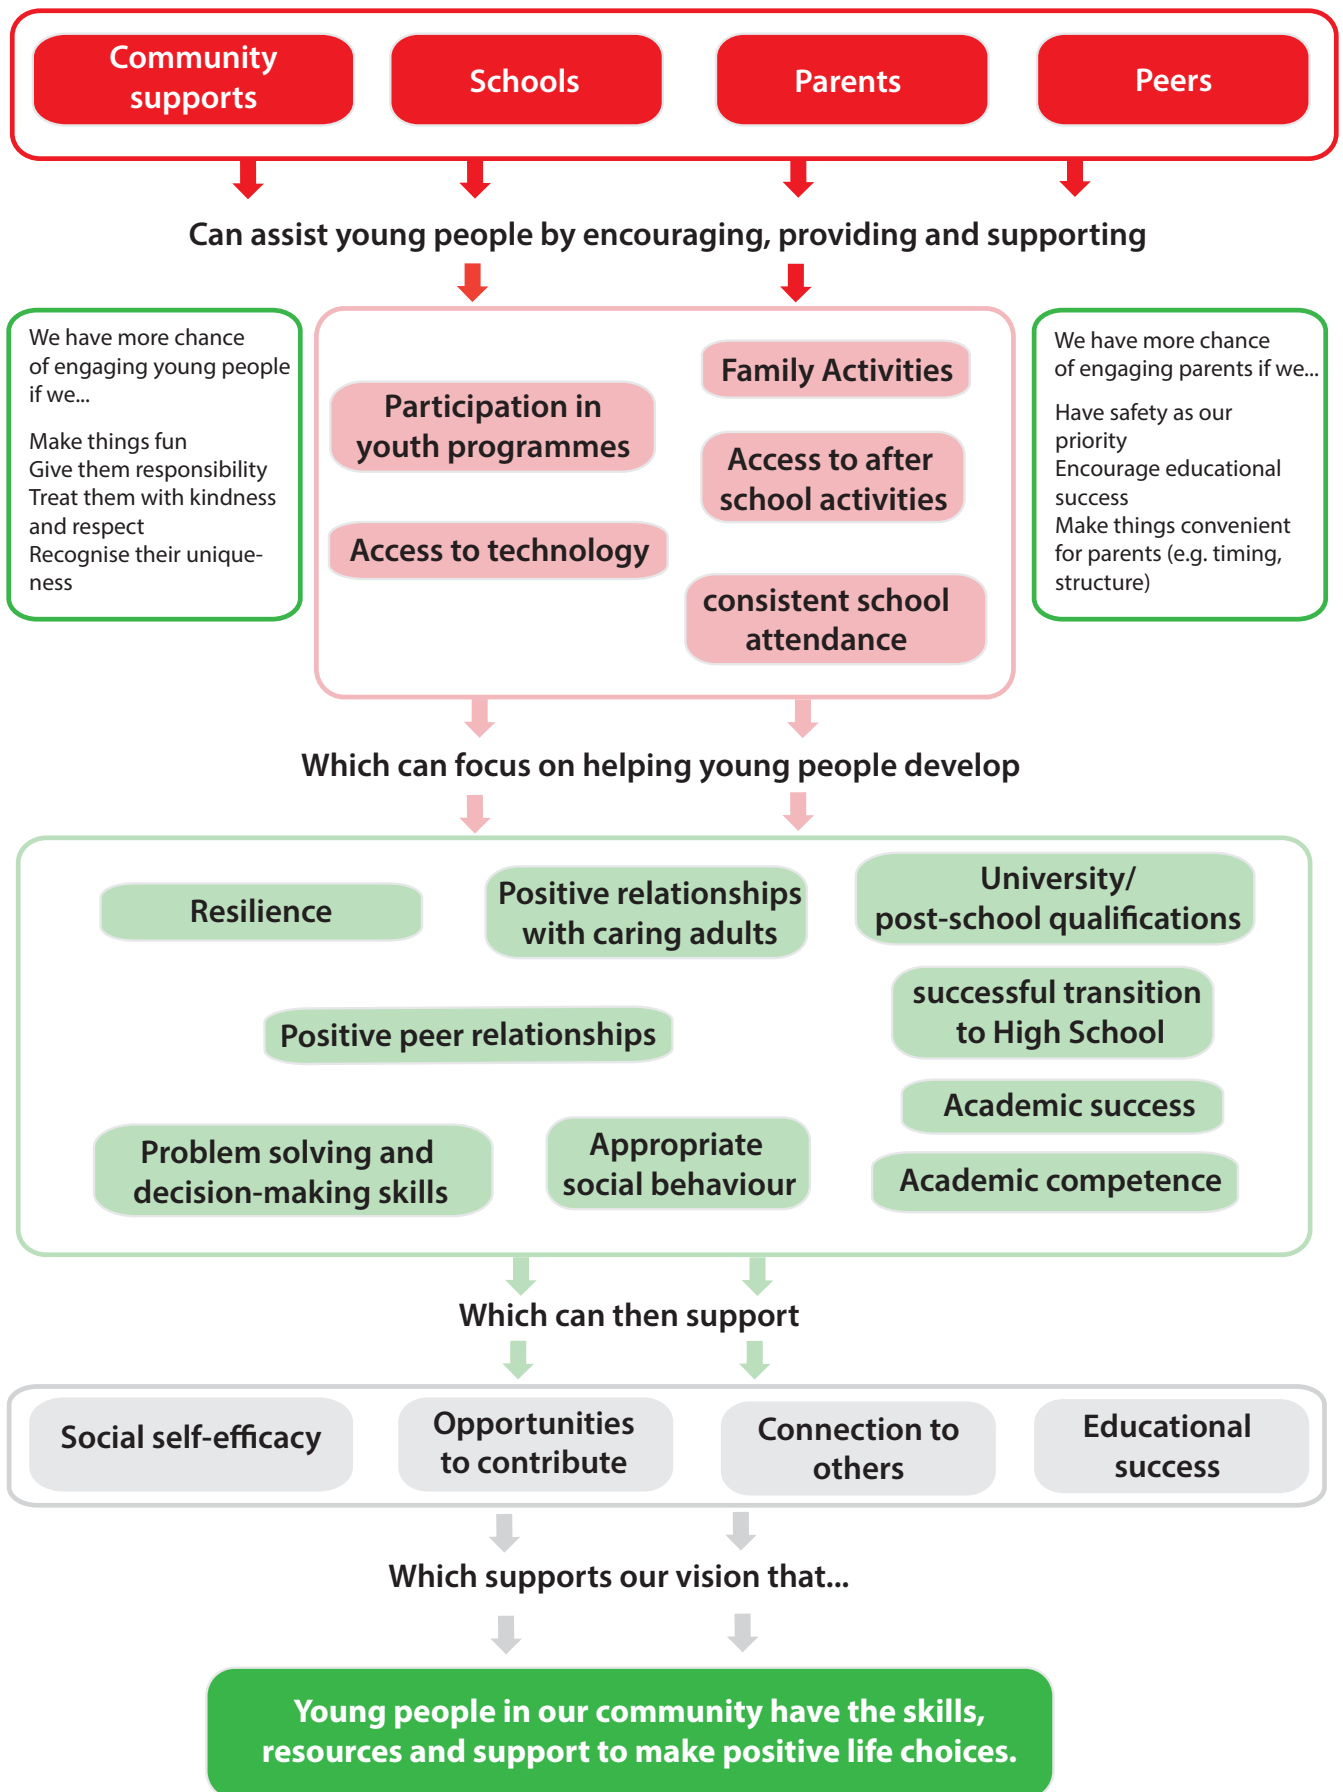 Community
supports
Schools
Parents
Peers
Can assist young people by encouraging, providing and supporting
We have more chance
of engaging young people
if we...
Make things fun
Give them responsibility
Treat them with kindness
and respect
Recognise their unique-
ness
Participation in
youth programmes
Access to technology
Family Activities
Access to after
school activities
consistent school
attendance
We have more chance
of engaging parents if we...
Have safety as our
priority
Encourage educational
success
Make things convenient
for parents (e.g. timing,
structure)
Which can focus on helping young people develop
Resilience
Positive relationships
with caring adults
University/
post-school qualifications
Positive peer relationships
successful transition
to High School
Academic success
Problem solving and
decision-making skills
Appropriate
social behaviour
Academic competence
Which can then support
Social self-efficacy
Opportunities
to contribute
Connection to
others
Educational
success
Which supports our vision that...
Young people in our community have the skills,
resources and support to make positive life choices.